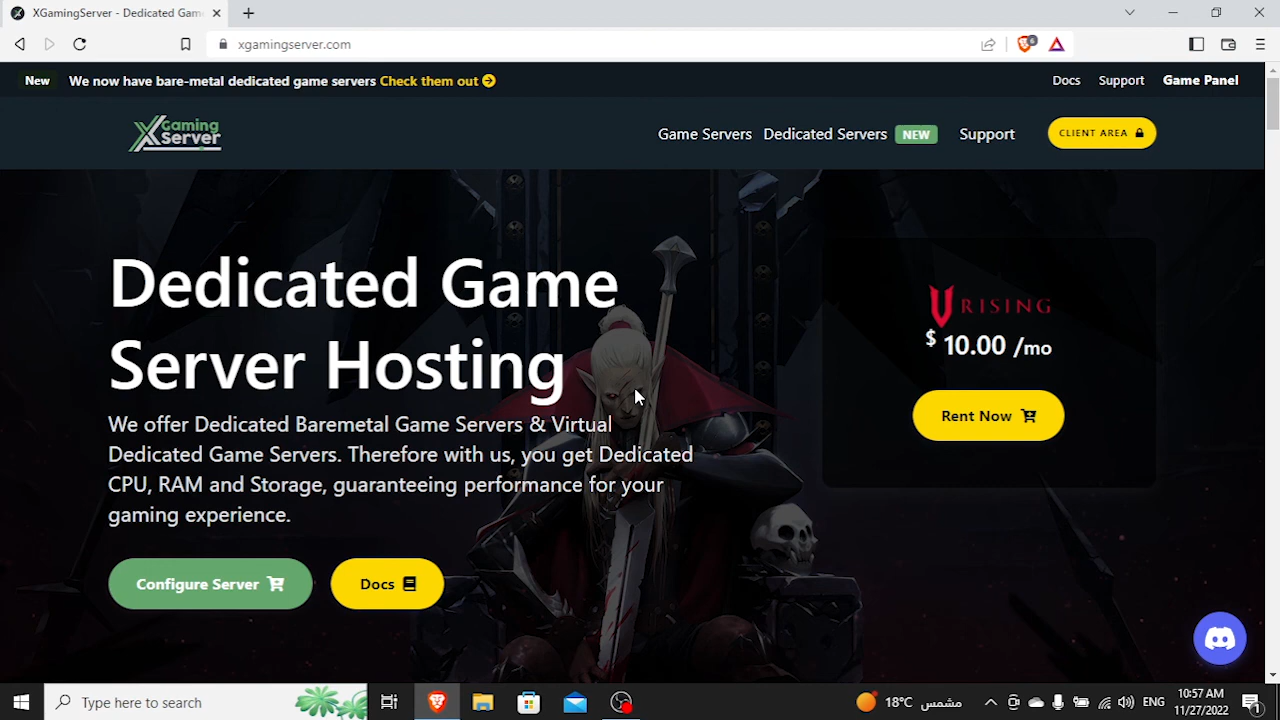 XGamingServer - Dedicated Gam
xgamingserver.com
6
New We now have bare-metal dedicated game servers Check them out
Docs Support Game Panel
XGaming Server
Game Servers Dedicated Servers NEW Support CLIENT AREA
Dedicated Game
Server Hosting
We offer Dedicated Baremetal Game Servers & Virtual
Dedicated Game Servers. Therefore with us, you get Dedicated
CPU, RAM and Storage, guaranteeing performance for your
gaming experience.
Configure Server Docs
V RISING
$ 10.00 /mo
Rent Now
Type here to search
18°C مشمس
ENG
10:57 AM
11/27/2022
1